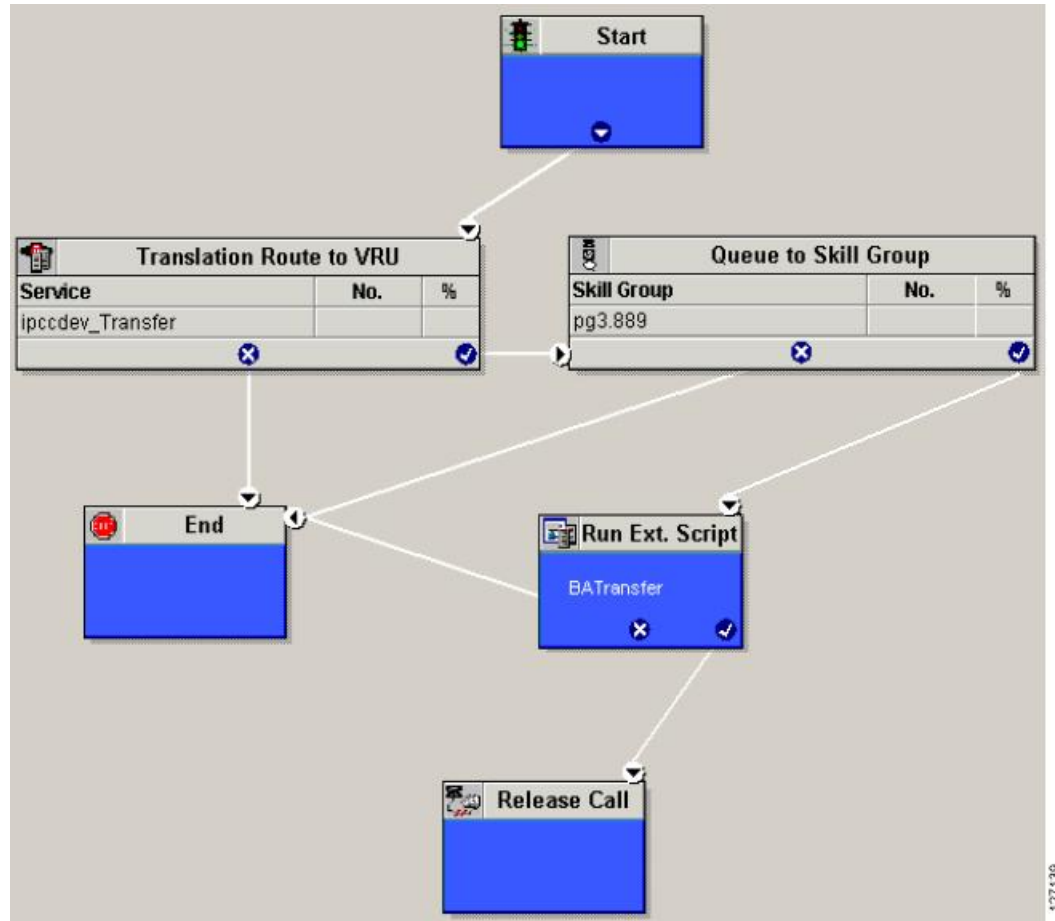 Start
Translation Route to VRU
Service No. %
ipccdev_Transfer
Queue to Skill Group
Skill Group No. %
pg3.889
End
Run Ext. Script
BATransfer
Release Call
127139